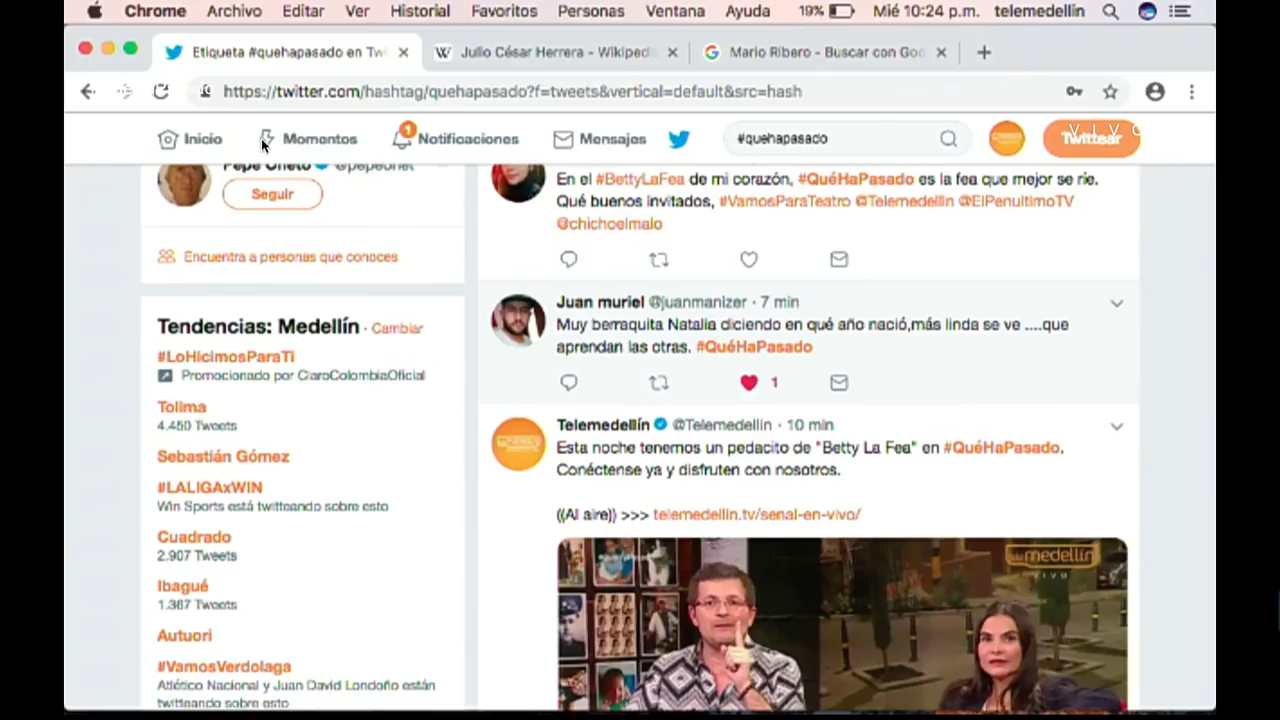 Chrome Archivo Editar Ver Historial Favoritos Personas Ventana Ayuda 19% Mié 10:24 p.m. telemedellin
Etiqueta #quehapasado en Twi Julio César Herrera - Wikipedi Mario Ribero - Buscar con Goo
https://twitter.com/hashtag/quehapasado?f=tweets&vertical=default&src=hash
Inicio Momentos 1 Notificaciones Mensajes #quehapasado Twittear
VIVO
@pepeonet
Seguir
Encuentra a personas que conoces
Tendencias: Medellín · Cambiar
#LoHicimosParaTi
Promocionado por ClaroColombiaOficial
Tolima
4.450 Tweets
Sebastián Gómez
#LALIGAxWIN
Win Sports está twitteando sobre esto
Cuadrado
2.907 Tweets
Ibagué
1.367 Tweets
Autuori
#VamosVerdolaga
Atlético Nacional y Juan David Londoño están
twitteando sobre esto
En el #BettyLaFea de mi corazón, #QuéHaPasado es la fea que mejor se ríe.
Qué buenos invitados, #VamosParaTeatro @Telemedellin @ElPenultimoTV
@chichoelmalo
Juan muriel @juanmanizer · 7 min
Muy berraquita Natalia diciendo en qué año nació,más linda se ve ....que
aprendan las otras. #QuéHaPasado
1
Telemedellín @Telemedellin · 10 min
Esta noche tenemos un pedacito de "Betty La Fea" en #QuéHaPasado.
Conéctense ya y disfruten con nosotros.
((Al aire)) >>> telemedellin.tv/senal-en-vivo/
medellín
VIVO